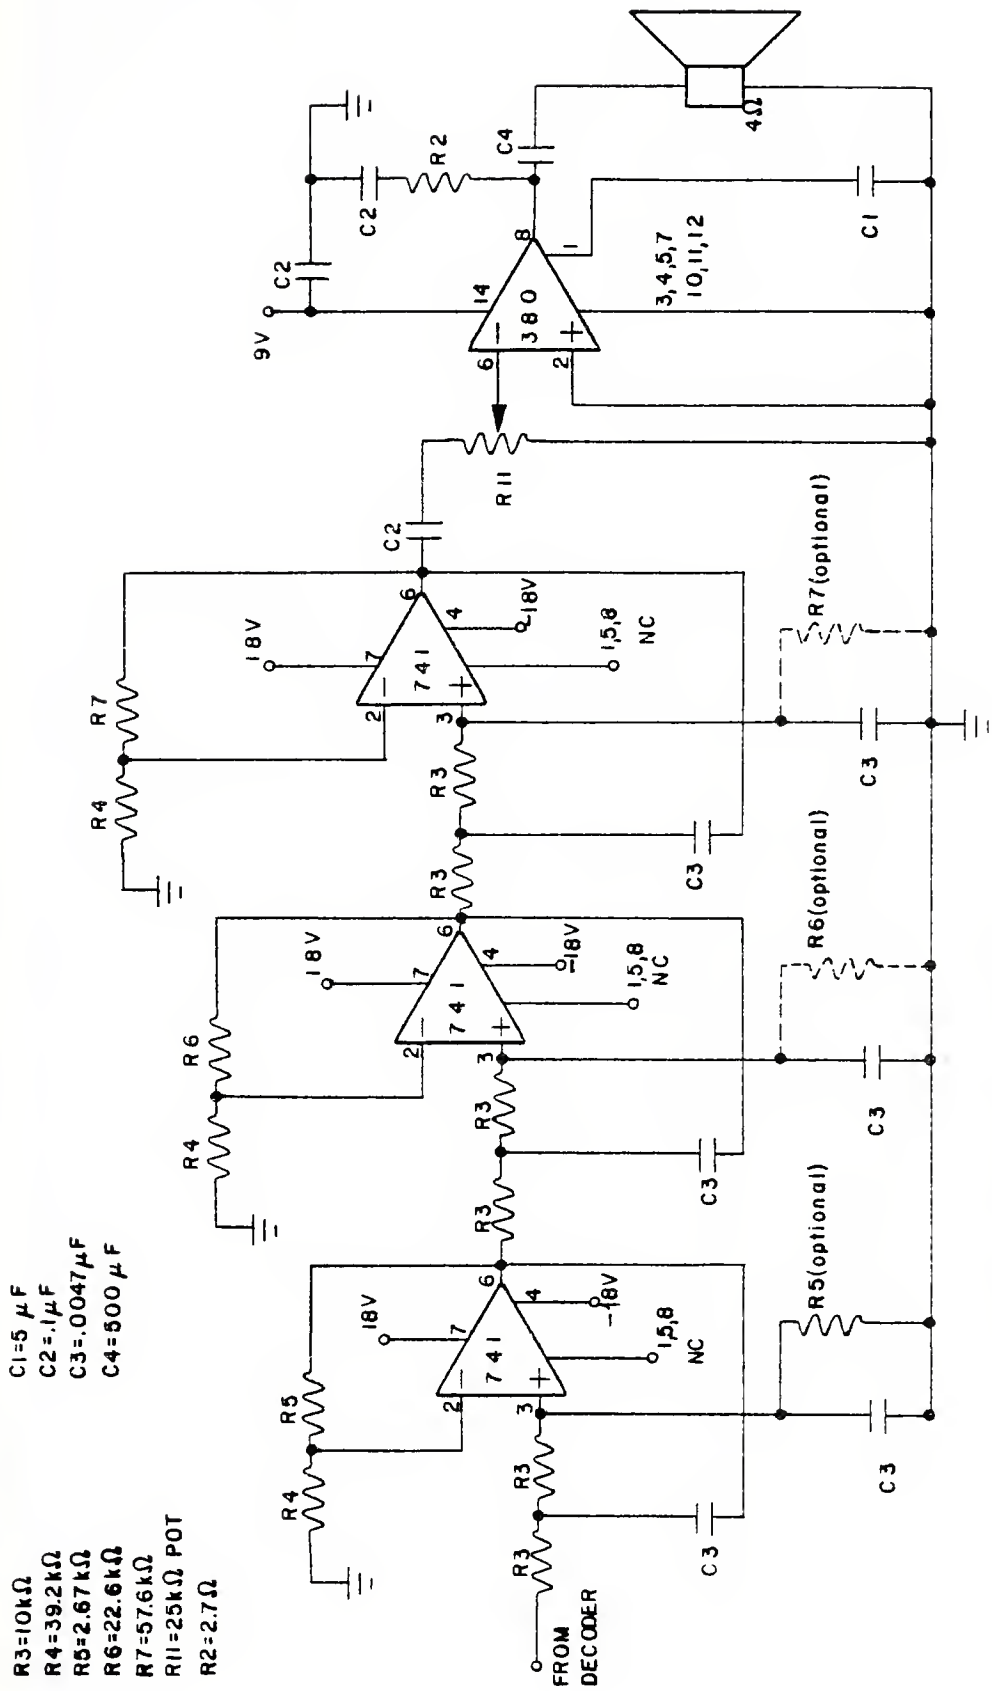 R3=10kΩ
R4=39.2kΩ
R5=2.67kΩ
R6=22.6kΩ
R7=57.6kΩ
R11=25kΩ POT
R2=2.7Ω
C1=5 μF
C2=.1μF
C3=.0047μF
C4=500μF
FROM
DECODER
R3
R3
C3
R4
R5
2
3
741
7
18V
4
-18V
1,5,8
NC
6
C3
R5(optional)
R3
R3
C3
R4
R6
2
3
741
7
18V
4
-18V
1,5,8
NC
6
C3
R6(optional)
R3
R3
C3
R4
R7
2
3
741
7
18V
4
-18V
1,5,8
NC
6
C3
R7(optional)
C2
R11
6
2
380
14
9V
C2
C2
R2
8
1
3,4,5,7
10,11,12
C1
C4
4Ω